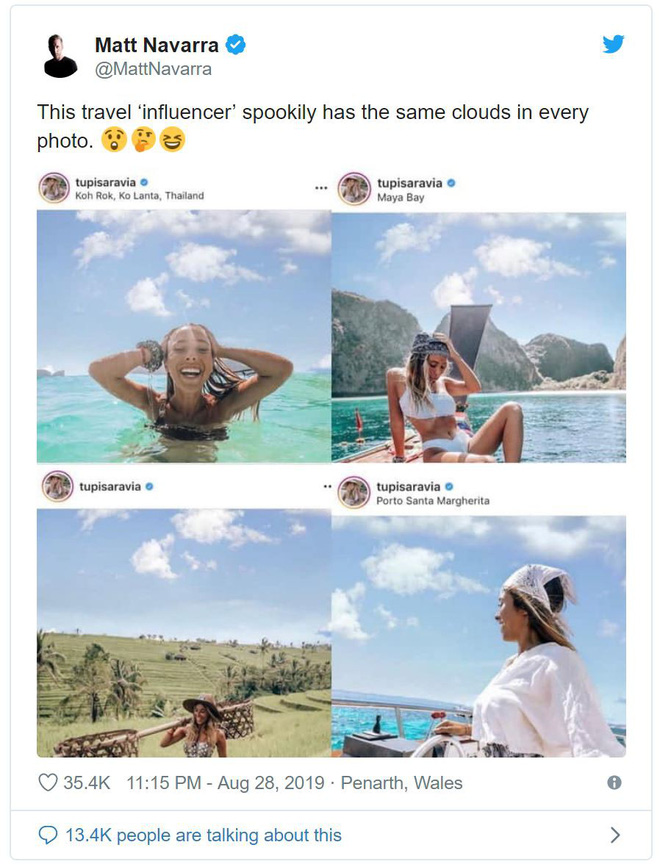 Matt Navarra
@MattNavarra
This travel ‘influencer’ spookily has the same clouds in every
photo. 😲🤔😆
tupisaravia
Koh Rok, Ko Lanta, Thailand
tupisaravia
Maya Bay
tupisaravia
tupisaravia
Porto Santa Margherita
35.4K 11:15 PM - Aug 28, 2019 · Penarth, Wales
13.4K people are talking about this